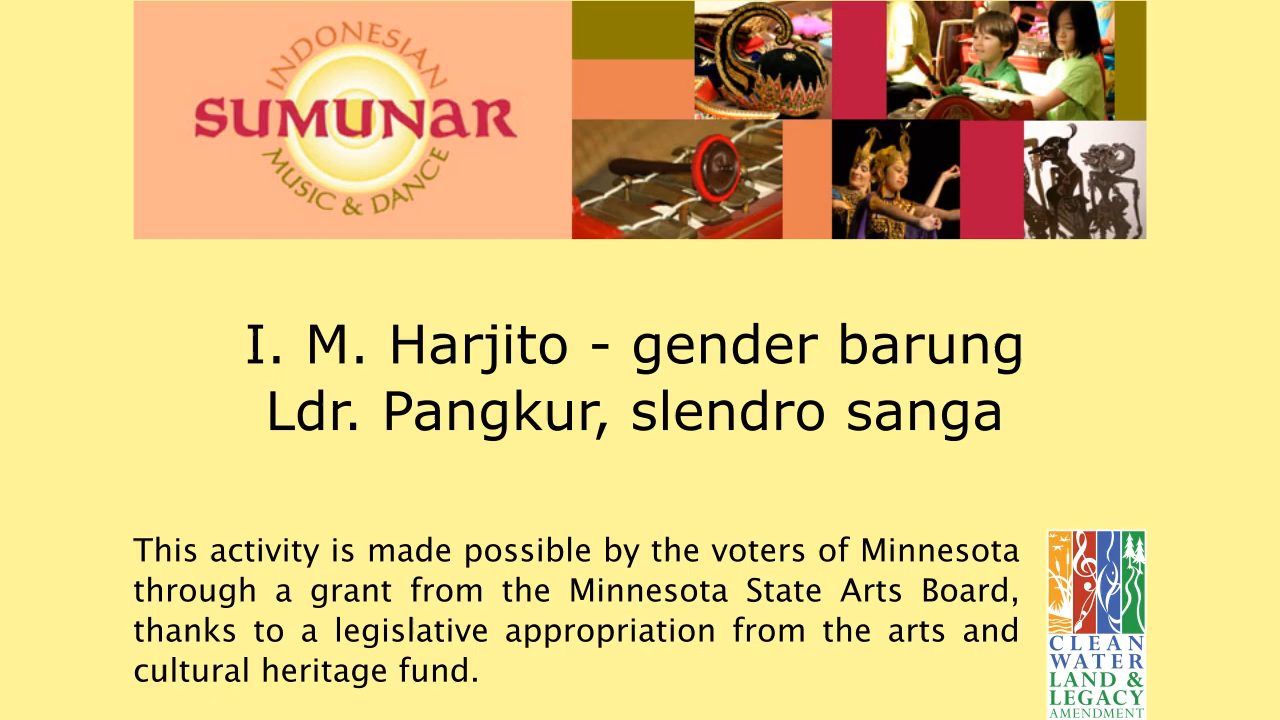 INDONESIAN
SUMUNAR
MUSIC & DANCE
I. M. Harjito - gender barung
Ldr. Pangkur, slendro sanga
This activity is made possible by the voters of Minnesota
through a grant from the Minnesota State Arts Board,
thanks to a legislative appropriation from the arts and
cultural heritage fund.
CLEAN
WATER
LAND &
LEGACY
AMENDMENT